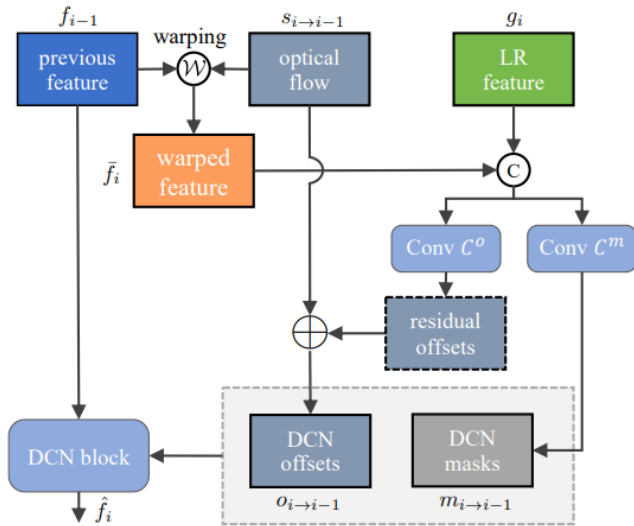 f_{i−1}
s_{i→i−1}
g_i
warping
previous
feature
W
optical
flow
LR
feature
f̄_i
warped
feature
C
Conv C^o
Conv C^m
residual
offsets
DCN block
DCN
offsets
DCN
masks
f̂_i
o_{i→i−1}
m_{i→i−1}